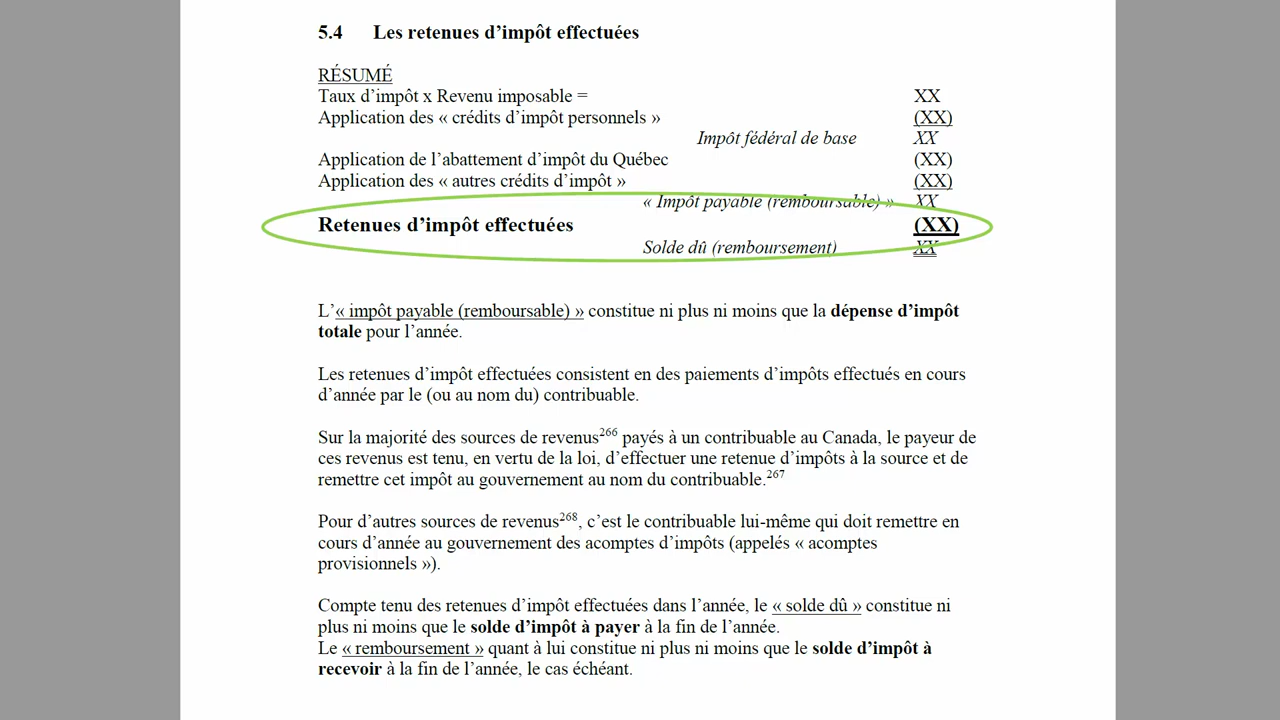 5.4 Les retenues d’impôt effectuées
RÉSUMÉ
Taux d’impôt x Revenu imposable = XX
Application des « crédits d’impôt personnels » (XX)
Impôt fédéral de base XX
Application de l’abattement d’impôt du Québec (XX)
Application des « autres crédits d’impôt » (XX)
« Impôt payable (remboursable) » XX
Retenues d’impôt effectuées (XX)
Solde dû (remboursement) XX
L’« impôt payable (remboursable) » constitue ni plus ni moins que la dépense d’impôt
totale pour l’année.
Les retenues d’impôt effectuées consistent en des paiements d’impôts effectués en cours
d’année par le (ou au nom du) contribuable.
Sur la majorité des sources de revenus266 payés à un contribuable au Canada, le payeur de
ces revenus est tenu, en vertu de la loi, d’effectuer une retenue d’impôts à la source et de
remettre cet impôt au gouvernement au nom du contribuable.267
Pour d’autres sources de revenus268, c’est le contribuable lui-même qui doit remettre en
cours d’année au gouvernement des acomptes d’impôts (appelés « acomptes
provisionnels »).
Compte tenu des retenues d’impôt effectuées dans l’année, le « solde dû » constitue ni
plus ni moins que le solde d’impôt à payer à la fin de l’année.
Le « remboursement » quant à lui constitue ni plus ni moins que le solde d’impôt à
recevoir à la fin de l’année, le cas échéant.